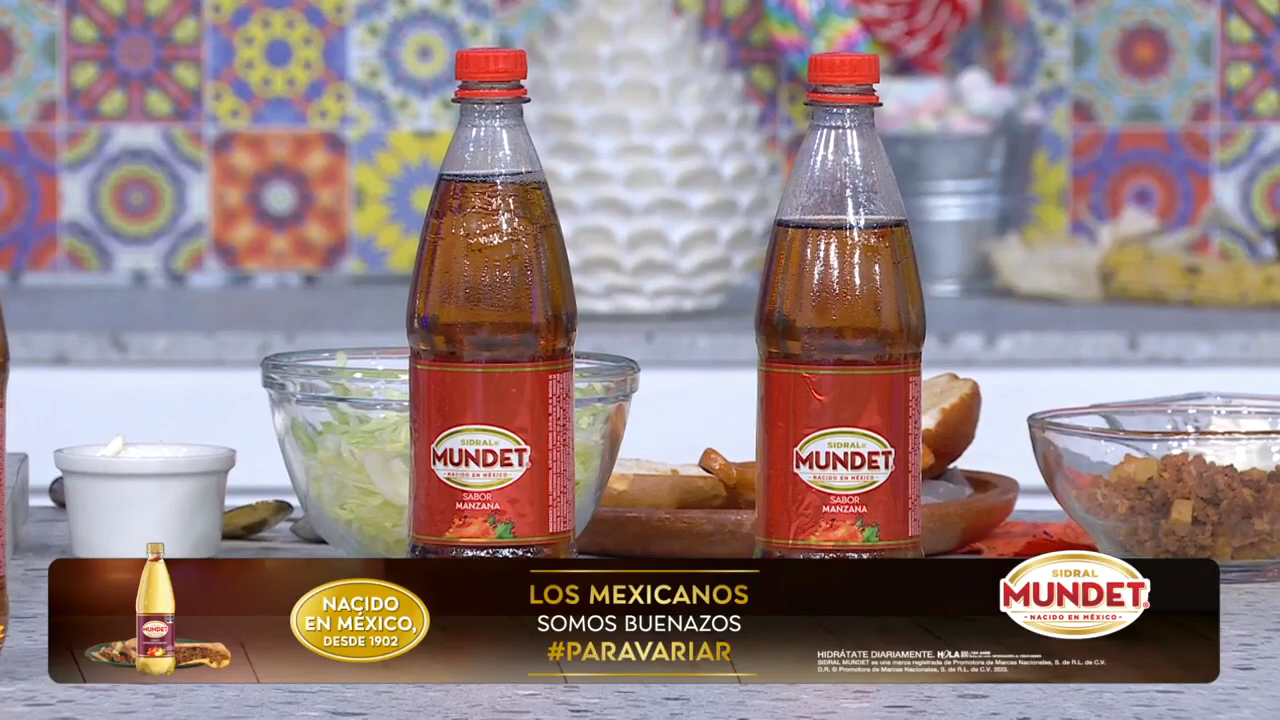 SIDRAL®
MUNDET
- NACIDO EN MÉXICO -
SABOR
MANZANA
SIDRAL®
MUNDET
- NACIDO EN MÉXICO -
SABOR
MANZANA
MUNDET
NACIDO
EN MÉXICO,
DESDE 1902
LOS MEXICANOS
SOMOS BUENAZOS
#PARAVARIAR
SIDRAL
MUNDET®
- NACIDO EN MÉXICO -
HIDRÁTATE DIARIAMENTE.
SIDRAL MUNDET es una marca registrada de Promotora de Marcas Nacionales, S. de R.L. de C.V.
D.R. © Promotora de Marcas Nacionales, S. de R.L. de C.V. 2023.